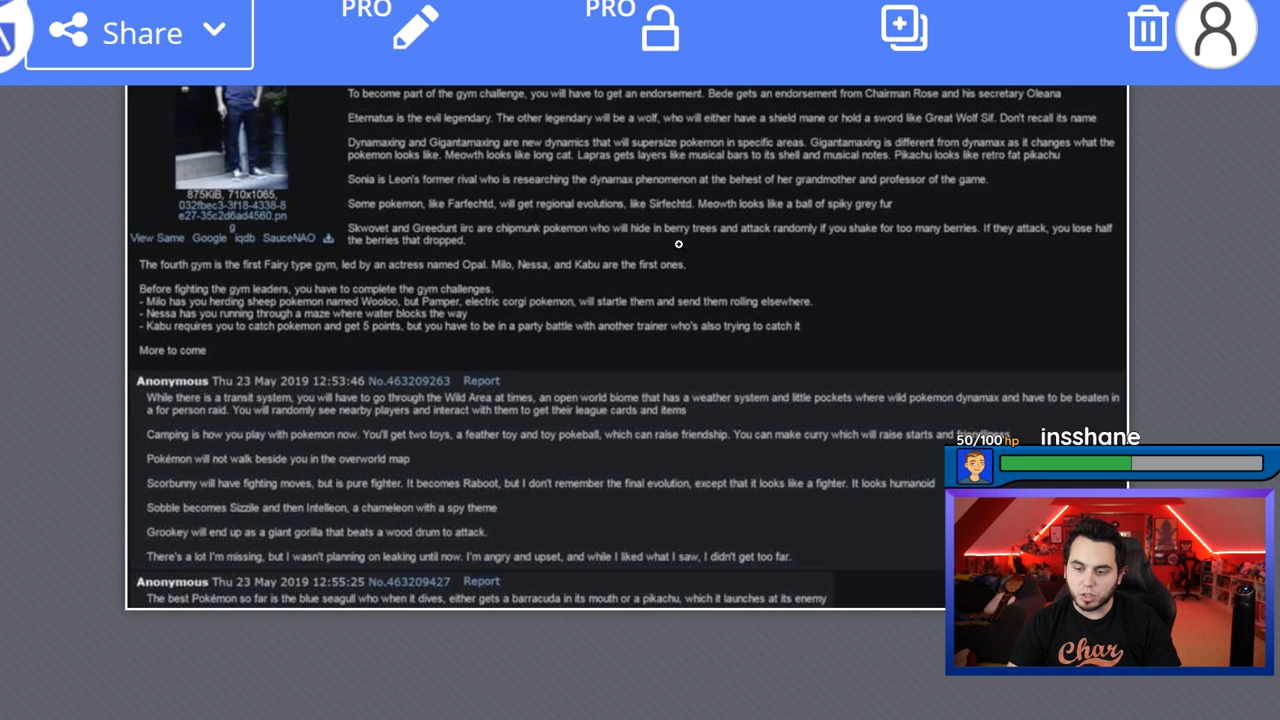 PRO
PRO
Share
To become part of the gym challenge, you will have to get an endorsement. Bede gets an endorsement from Chairman Rose and his secretary Oleana
Eternatus is the evil legendary. The other legendary will be a wolf, who will either have a shield mane or hold a sword like Great Wolf Sif. Don't recall its name
Dynamaxing and Gigantamaxing are new dynamics that will supersize pokemon in specific areas. Gigantamaxing is different from dynamax as it changes what the
pokemon looks like. Meowth looks like long cat. Lapras gets layers like musical bars to its shell and musical notes. Pikachu looks like retro fat pikachu
Sonia is Leon's former rival who is researching the dynamax phenomenon at the behest of her grandmother and professor of the game.
Some pokemon, like Farfechtd, will get regional evolutions, like Sirfechtd. Meowth looks like a ball of spiky grey fur
Skwovet and Greedunt iirc are chipmunk pokemon who will hide in berry trees and attack randomly if you shake for too many berries. If they attack, you lose half
the berries that dropped.
875KiB, 710x1065,
032fbec3-3f18-4338-8
e27-35c2d6ad4560.pn
g
View Same Google iqdb SauceNAO
The fourth gym is the first Fairy type gym, led by an actress named Opal. Milo, Nessa, and Kabu are the first ones.
Before fighting the gym leaders, you have to complete the gym challenges.
- Milo has you herding sheep pokemon named Wooloo, but Pamper, electric corgi pokemon, will startle them and send them rolling elsewhere.
- Nessa has you running through a maze where water blocks the way
- Kabu requires you to catch pokemon and get 5 points, but you have to be in a party battle with another trainer who's also trying to catch it
More to come
Anonymous Thu 23 May 2019 12:53:46 No.463209263 Report
While there is a transit system, you will have to go through the Wild Area at times, an open world biome that has a weather system and little pockets where wild pokemon dynamax and have to be beaten in
a for person raid. You will randomly see nearby players and interact with them to get their league cards and items
Camping is how you play with pokemon now. You'll get two toys, a feather toy and toy pokeball, which can raise friendship. You can make curry which will raise starts and
Pokémon will not walk beside you in the overworld map
Scorbunny will have fighting moves, but is pure fighter. It becomes Raboot, but I don't remember the final evolution, except that it looks like a fighter. It looks humanoid
Sobble becomes Sizzile and then Intelleon, a chameleon with a spy theme
Grookey will end up as a giant gorilla that beats a wood drum to attack.
There's a lot I'm missing, but I wasn't planning on leaking until now. I'm angry and upset, and while I liked what I saw, I didn't get too far.
Anonymous Thu 23 May 2019 12:55:25 No.463209427 Report
The best Pokémon so far is the blue seagull who when it dives, either gets a barracuda in its mouth or a pikachu, which it launches at its enemy
50/100 hp insshane
Char